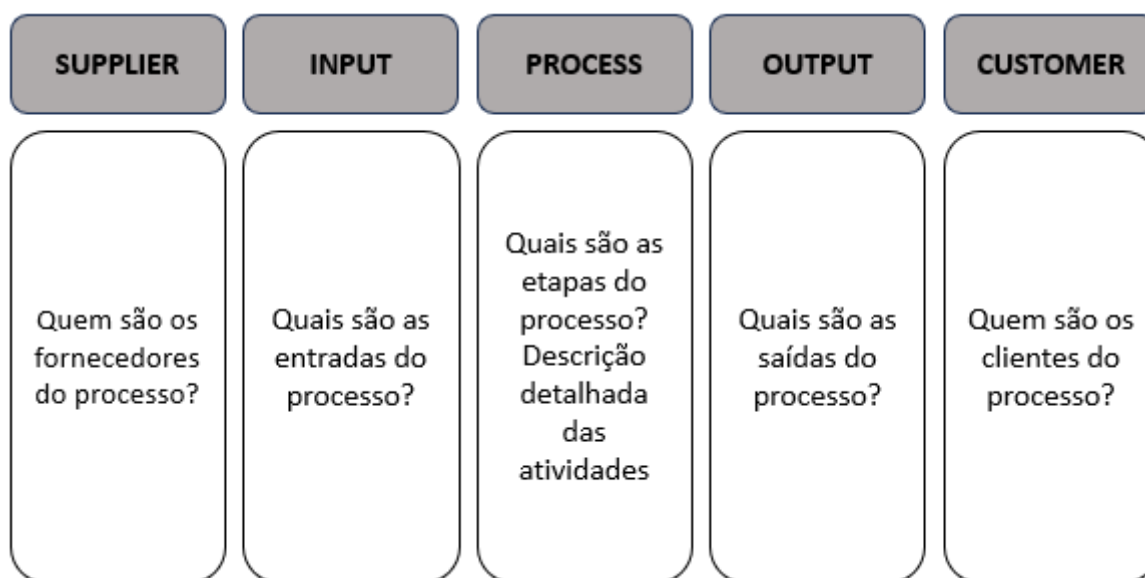 SUPPLIER
INPUT
PROCESS
OUTPUT
CUSTOMER
Quem são os
fornecedores
do processo?
Quais são as
entradas do
processo?
Quais são as
etapas do
processo?
Descrição
detalhada
das
atividades
Quais são as
saídas do
processo?
Quem são os
clientes do
processo?